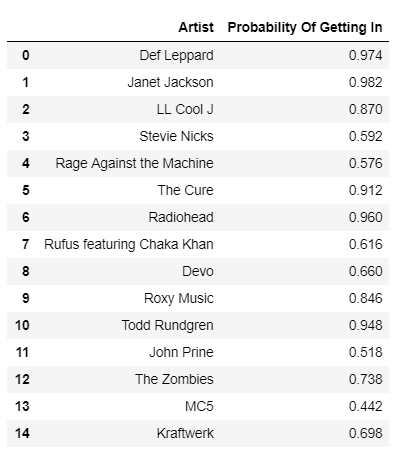 Artist Probability Of Getting In
0 Def Leppard 0.974
1 Janet Jackson 0.982
2 LL Cool J 0.870
3 Stevie Nicks 0.592
4 Rage Against the Machine 0.576
5 The Cure 0.912
6 Radiohead 0.960
7 Rufus featuring Chaka Khan 0.616
8 Devo 0.660
9 Roxy Music 0.846
10 Todd Rundgren 0.948
11 John Prine 0.518
12 The Zombies 0.738
13 MC5 0.442
14 Kraftwerk 0.698